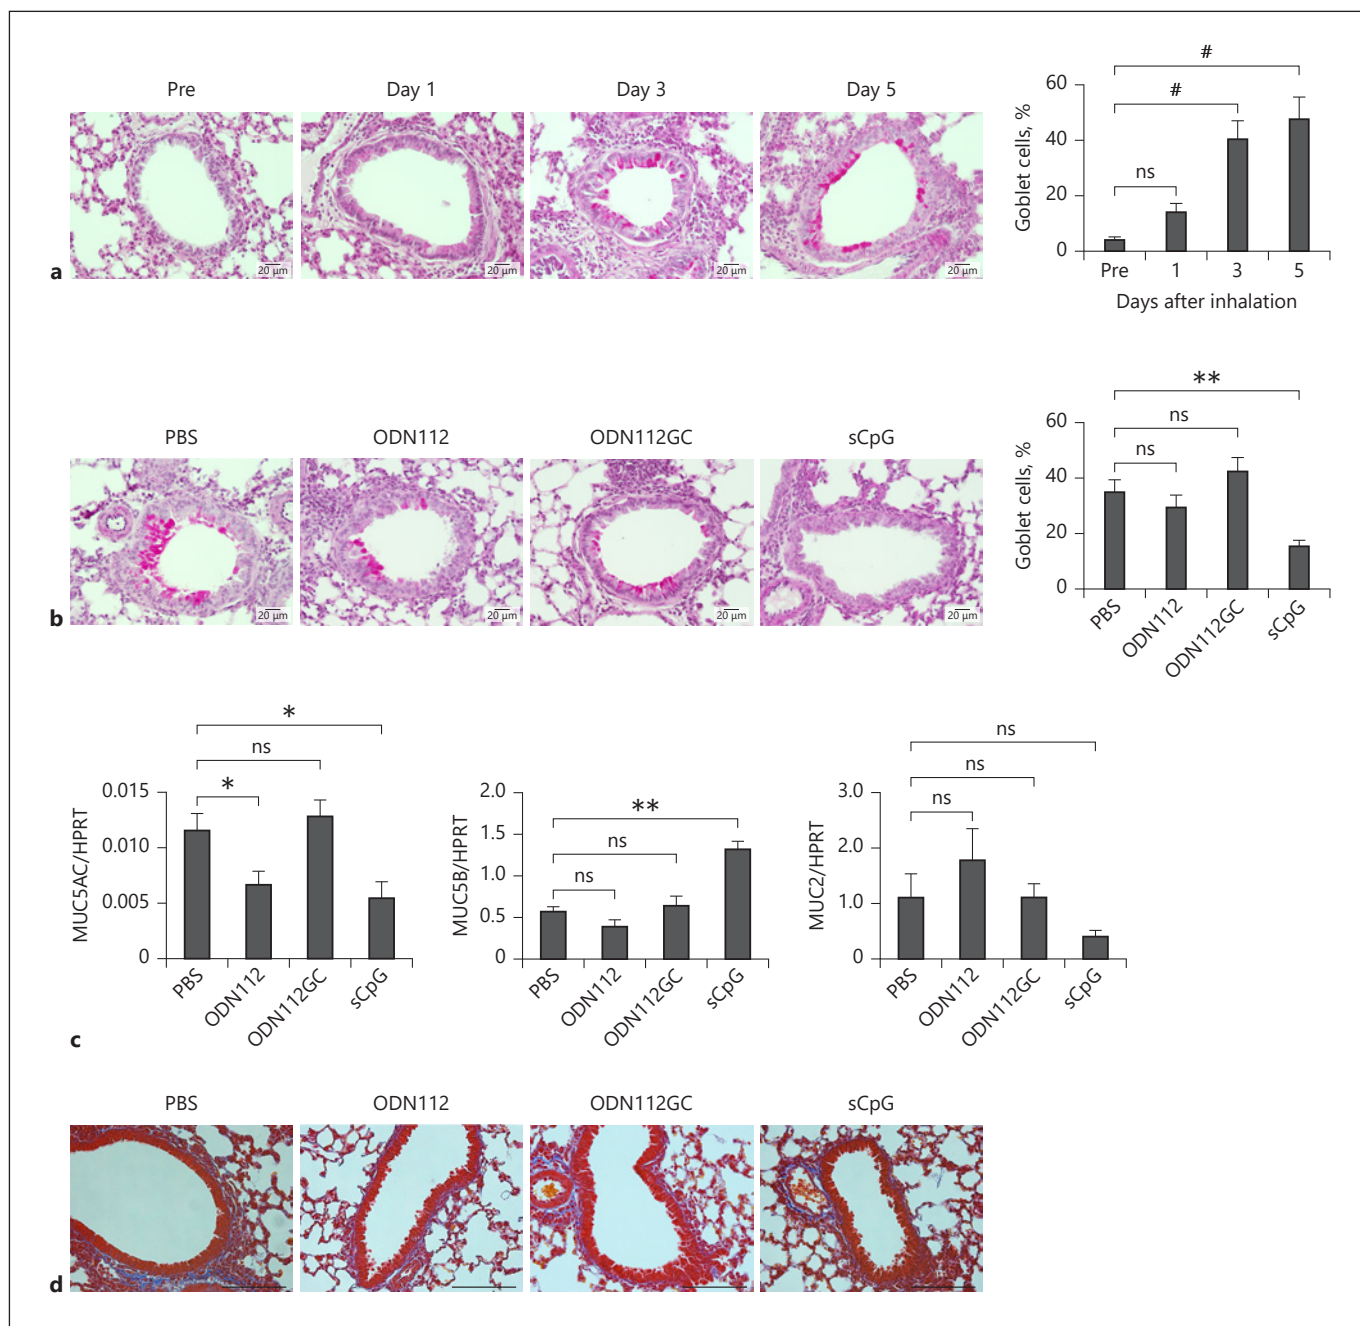 Pre
Day 1
Day 3
Day 5
20 µm
20 µm
20 µm
20 µm
a
#
#
ns
Goblet cells, %
60
40
20
0
Pre
1
3
5
Days after inhalation
PBS
ODN112
ODN112GC
sCpG
20 µm
20 µm
20 µm
20 µm
b
**
ns
ns
Goblet cells, %
60
40
20
0
PBS
ODN112
ODN112GC
sCpG
*
ns
*
MUC5AC/HPRT
0.015
0.010
0.005
0
PBS
ODN112
ODN112GC
sCpG
**
ns
ns
MUC5B/HPRT
2.0
1.5
1.0
0.5
0
PBS
ODN112
ODN112GC
sCpG
ns
ns
ns
MUC2/HPRT
3.0
2.0
1.0
0
PBS
ODN112
ODN112GC
sCpG
c
PBS
ODN112
ODN112GC
sCpG
d